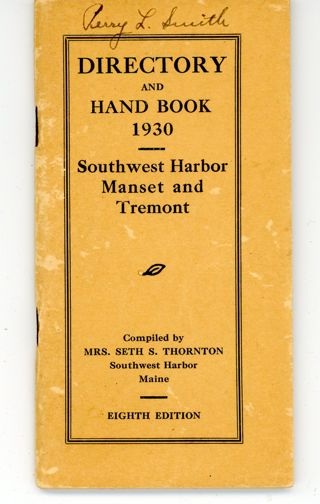 Perry L. Smith
DIRECTORY
AND
HAND BOOK
1930
Southwest Harbor
Manset and
Tremont
Compiled by
MRS. SETH S. THORNTON
Southwest Harbor
Maine
EIGHTH EDITION